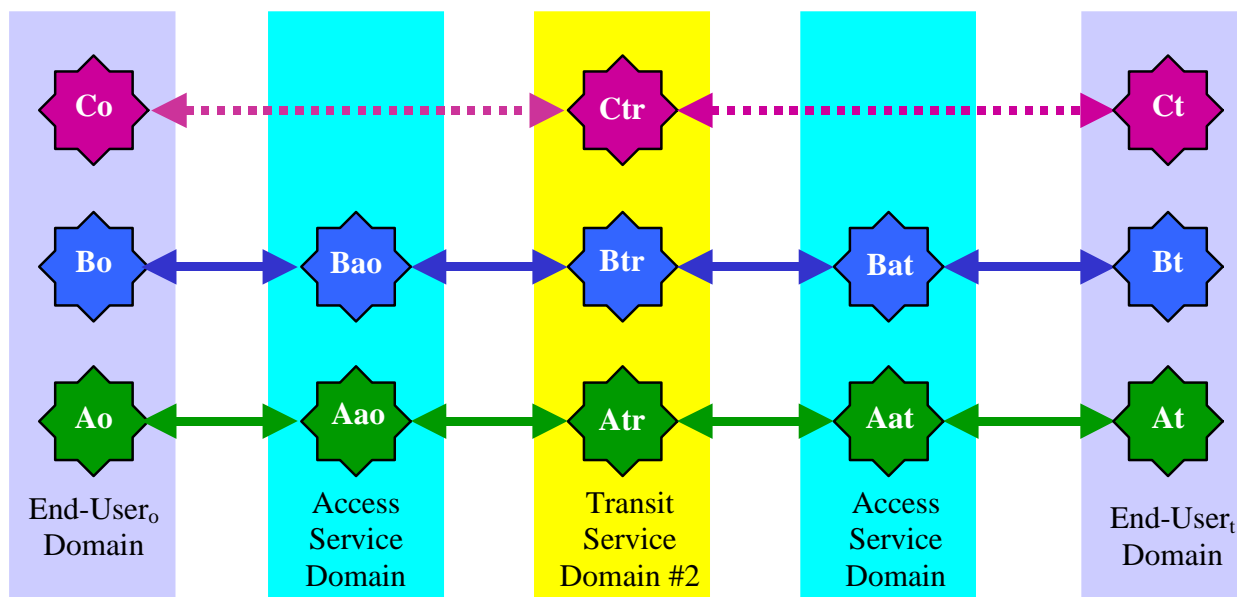 Co Ctr Ct
Bo Bao Btr Bat Bt
Ao Aao Atr Aat At
End-Userₒ
Domain
Access
Service
Domain
Transit
Service
Domain #2
Access
Service
Domain
End-Userₜ
Domain